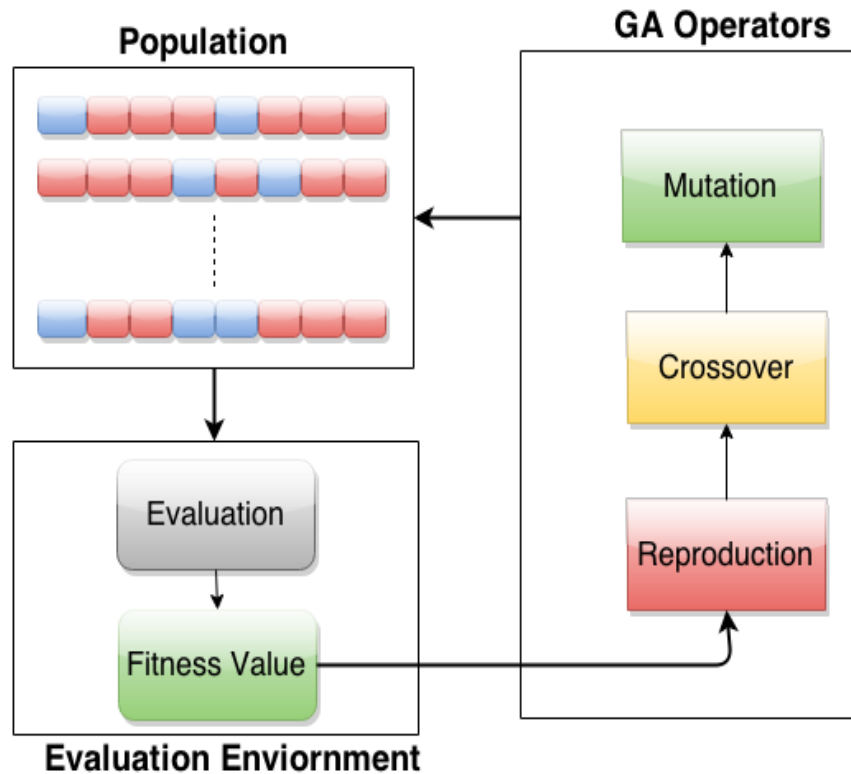 Population
GA Operators
Mutation
Crossover
Reproduction
Evaluation
Fitness Value
Evaluation Enviornment